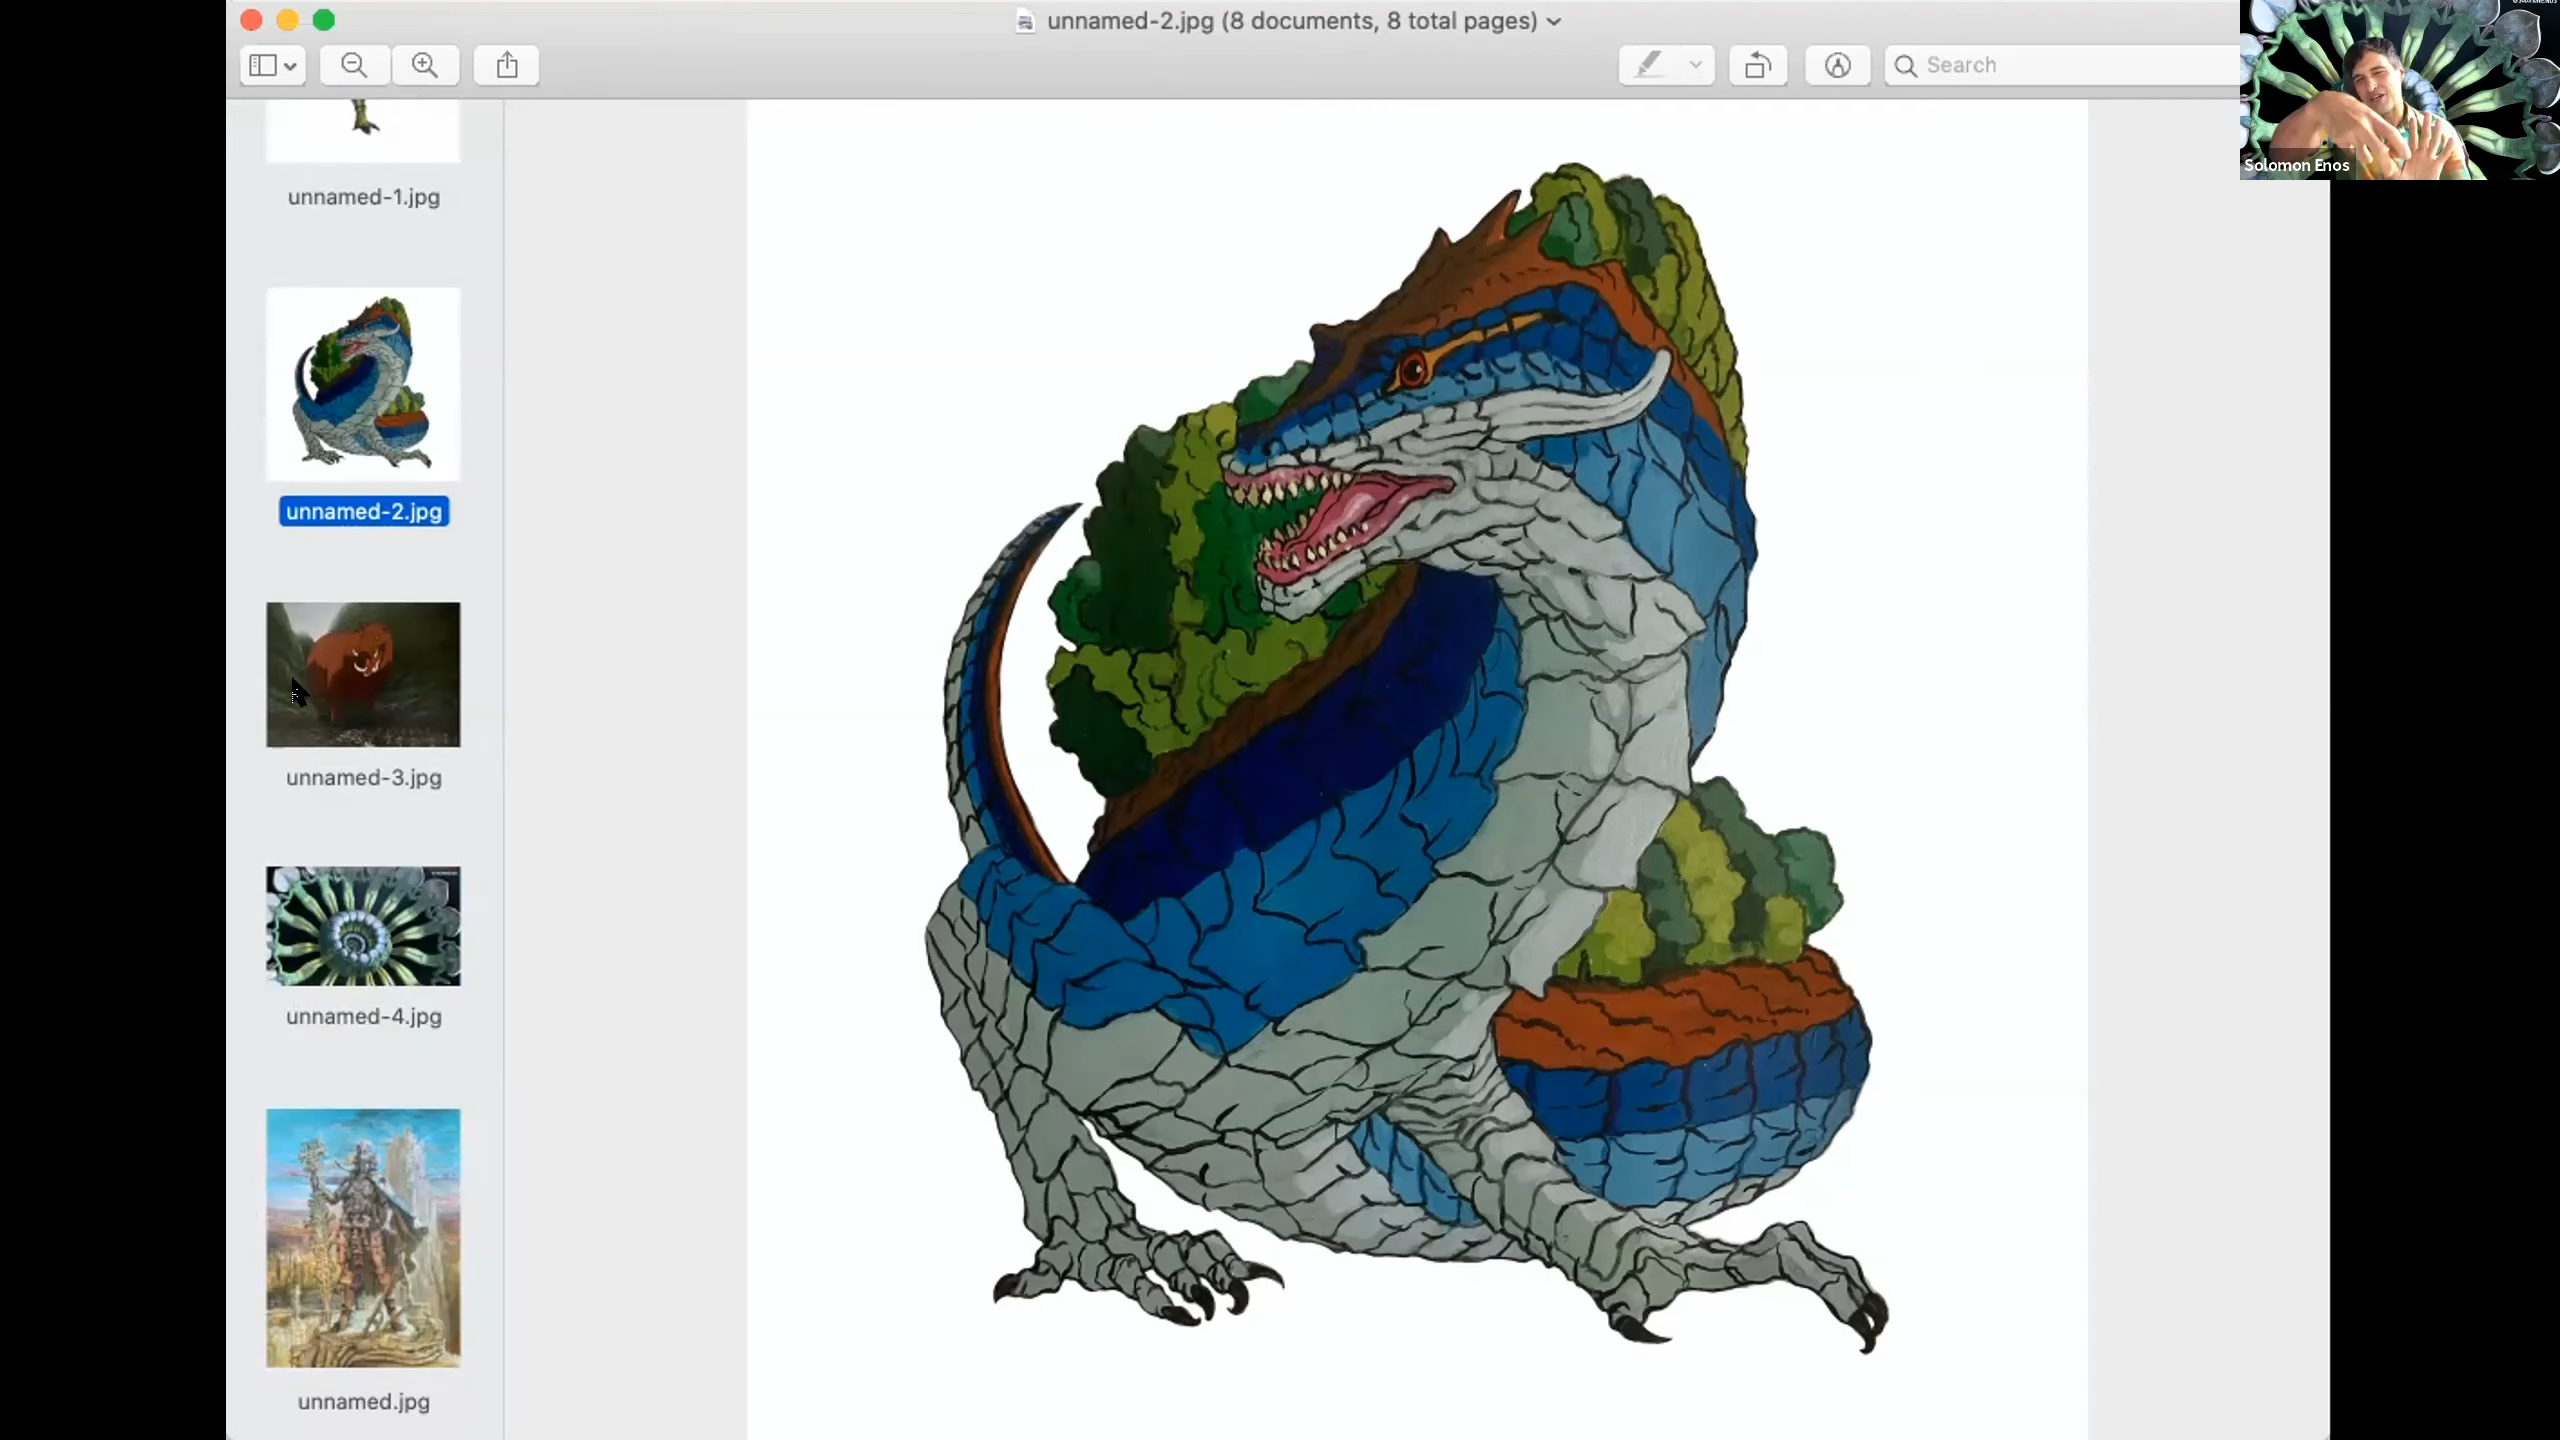 unnamed-2.jpg (8 documents, 8 total pages)
Search
Solomon Enos
unnamed-1.jpg
unnamed-2.jpg
unnamed-3.jpg
unnamed-4.jpg
unnamed.jpg